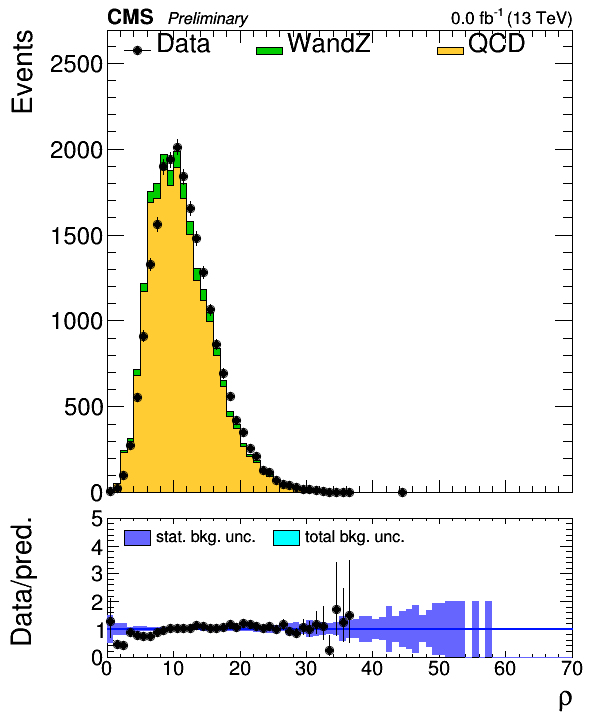 CMS Preliminary 0.0 fb⁻¹ (13 TeV)
Events
Data WandZ QCD
2500
2000
1500
1000
500
0
Data/pred.
stat. bkg. unc. total bkg. unc.
5
4
3
2
1
0
0 10 20 30 40 50 60 70
ρ